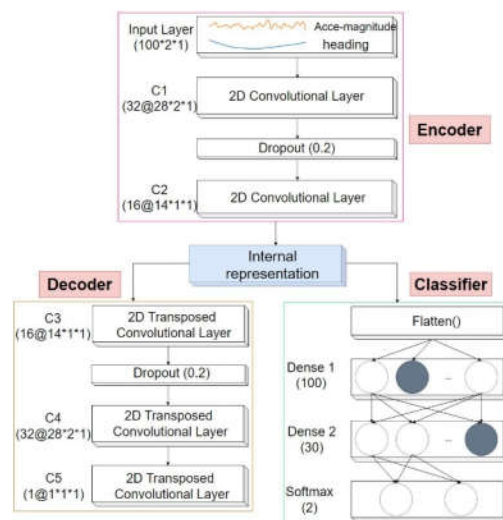 Input Layer
(100*2*1)
Acce-magnitude
heading
C1
(32@28*2*1)
2D Convolutional Layer
Encoder
Dropout (0.2)
C2
(16@14*1*1)
2D Convolutional Layer
Internal
representation
Decoder
Classifier
C3
(16@14*1*1)
2D Transposed
Convolutional Layer
Dropout (0.2)
C4
(32@28*2*1)
2D Transposed
Convolutional Layer
C5
(1@1*1*1)
2D Transposed
Convolutional Layer
Flatten()
Dense 1
(100)
...
Dense 2
(30)
...
Softmax
(2)